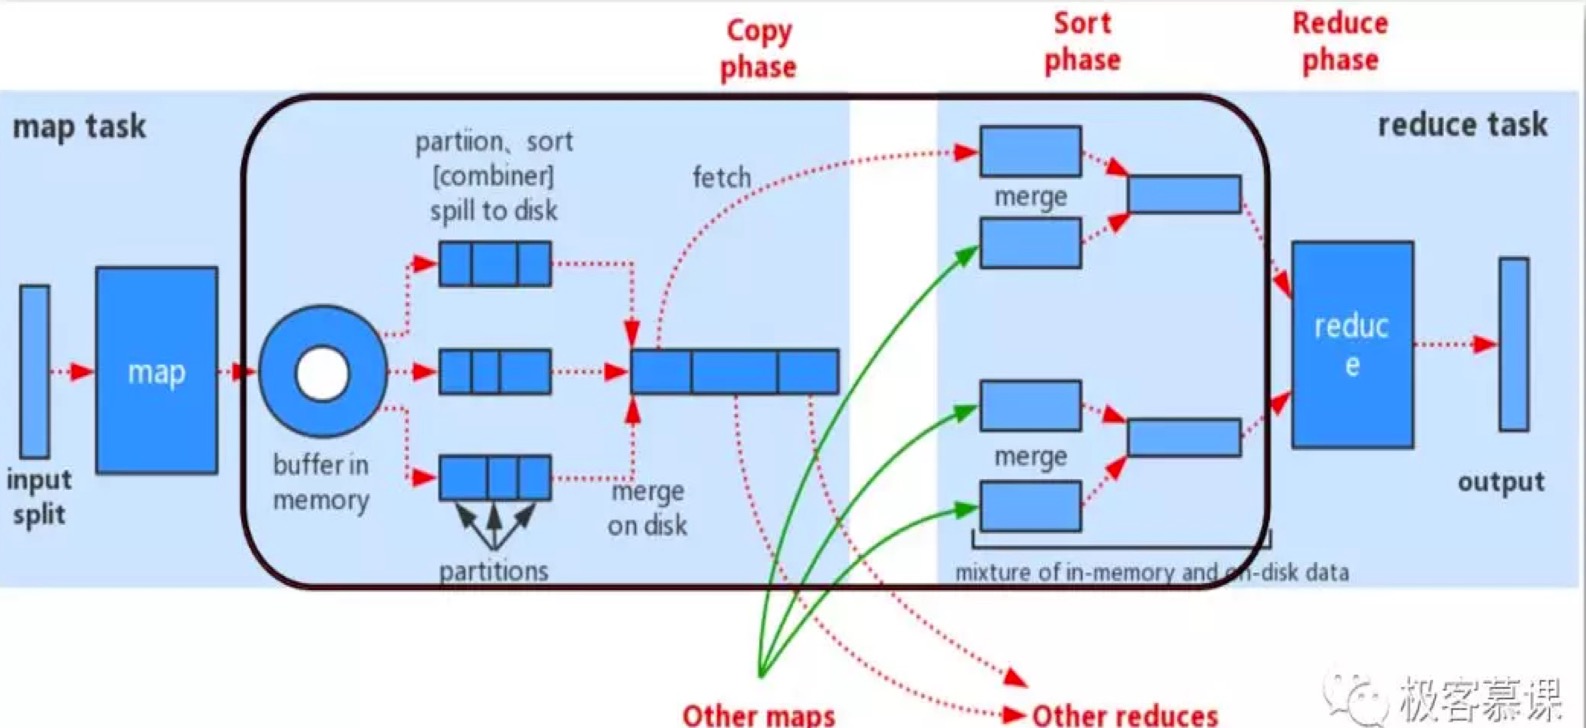 Copy
phase
Sort
phase
Reduce
phase
map task
reduce task
partiion、sort
[combiner]
spill to disk
fetch
merge
map
reduc
e
input
split
buffer in
memory
merge
on disk
partitions
merge
output
mixture of in-memory and on-disk data
Other maps
Other reduces
极客慕课